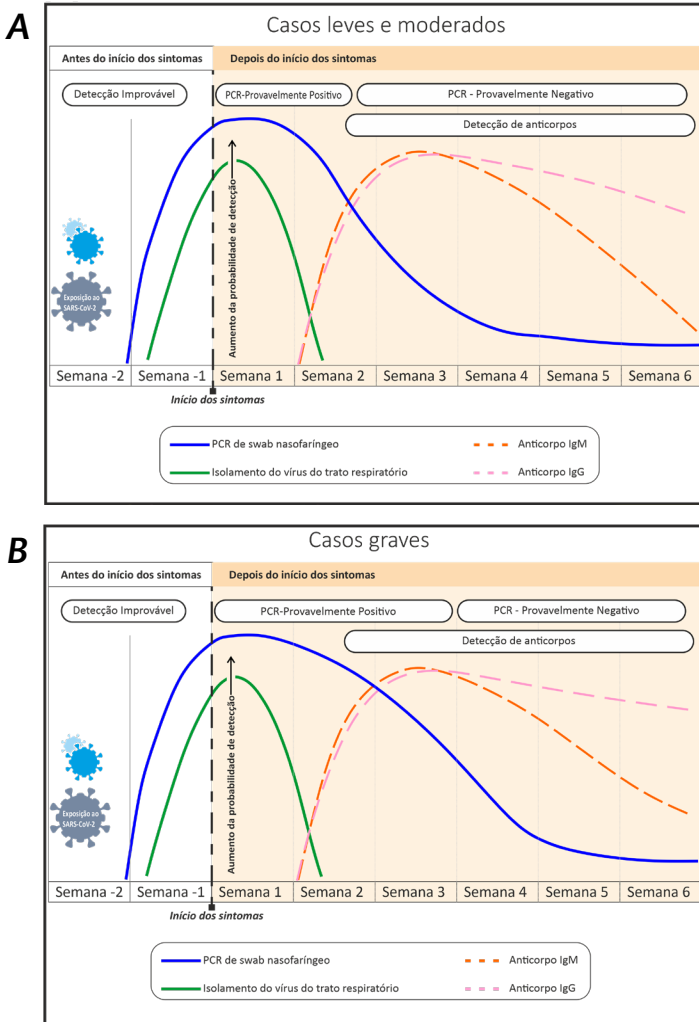 A
Casos leves e moderados
Antes do início dos sintomas
Depois do início dos sintomas
Detecção Improvável
PCR-Provavelmente Positivo
PCR - Provavelmente Negativo
Detecção de anticorpos
Aumento da probabilidade de detecção
Exposição ao
SARS-CoV-2
Semana -2
Semana -1
Semana 1
Semana 2
Semana 3
Semana 4
Semana 5
Semana 6
Início dos sintomas
PCR de swab nasofaríngeo
Anticorpo IgM
Isolamento do vírus do trato respiratório
Anticorpo IgG
B
Casos graves
Antes do início dos sintomas
Depois do início dos sintomas
Detecção Improvável
PCR-Provavelmente Positivo
PCR - Provavelmente Negativo
Detecção de anticorpos
Aumento da probabilidade de detecção
Exposição ao
SARS-CoV-2
Semana -2
Semana -1
Semana 1
Semana 2
Semana 3
Semana 4
Semana 5
Semana 6
Início dos sintomas
PCR de swab nasofaríngeo
Anticorpo IgM
Isolamento do vírus do trato respiratório
Anticorpo IgG